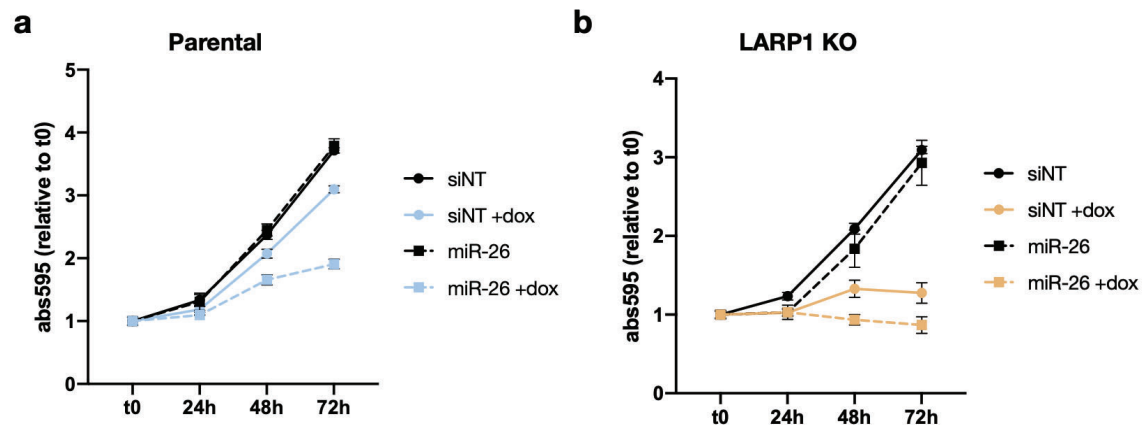 a
Parental
abs595 (relative to t0)
5
4
3
2
1
0
t0 24h 48h 72h
siNT
siNT +dox
miR-26
miR-26 +dox
b
LARP1 KO
abs595 (relative to t0)
4
3
2
1
0
t0 24h 48h 72h
siNT
siNT +dox
miR-26
miR-26 +dox